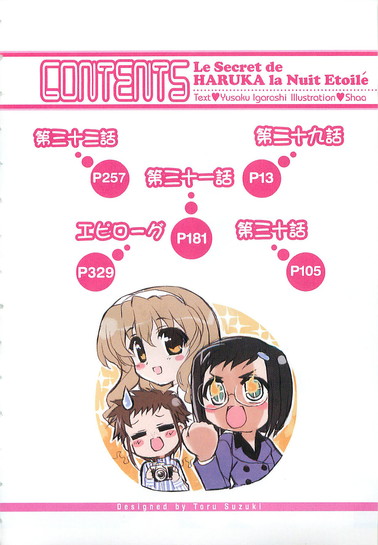 CONTENTS
Le Secret de
HARUKA la Nuit Etoilé
Text♥Yusaku Igarashi Illustration♥Shaa
第二十九話
P13
第三十話
P105
第三十一話
P181
第三十二話
P257
エピローグ
P329
Designed by Toru Suzuki